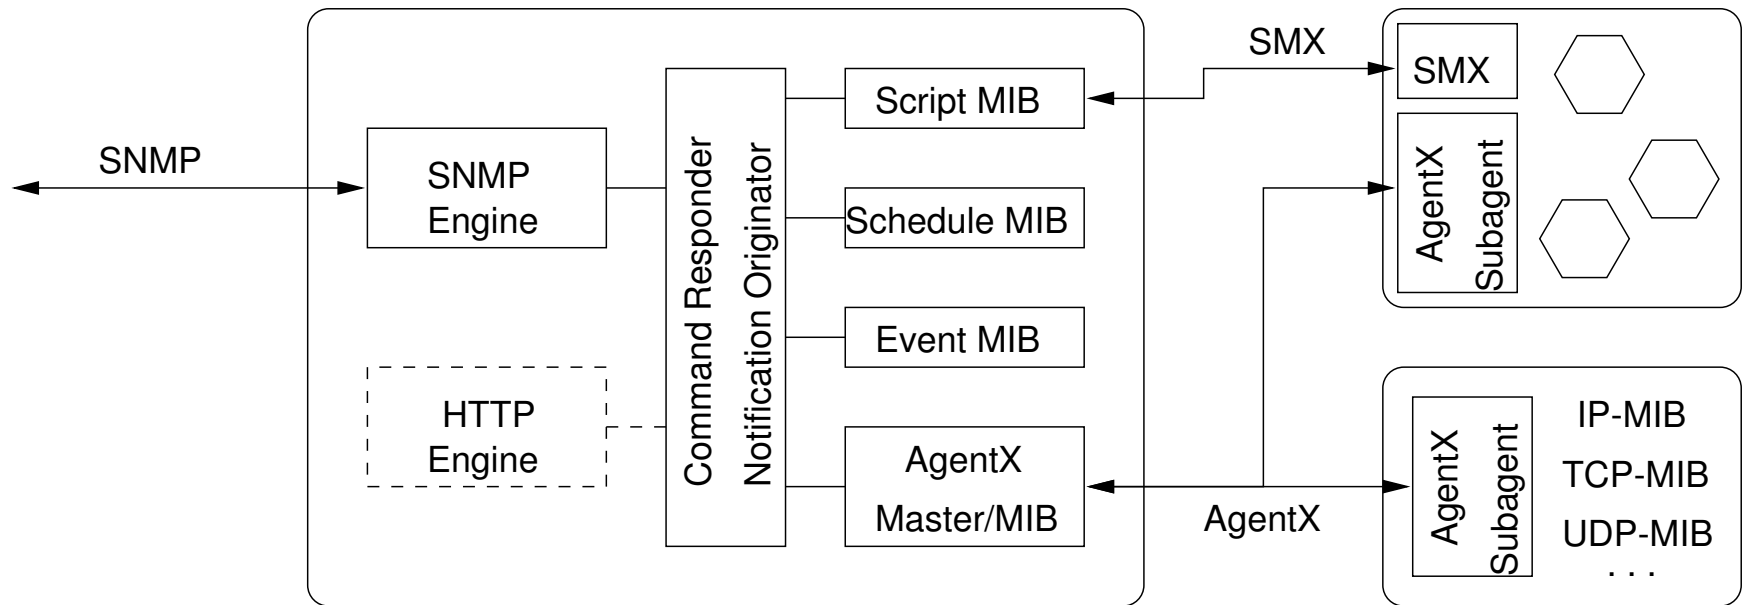 SNMP
SNMP
Engine
HTTP
Engine
Command Responder
Notification Originator
Script MIB
Schedule MIB
Event MIB
AgentX
Master/MIB
SMX
AgentX
SMX
AgentX
Subagent
AgentX
Subagent
IP-MIB
TCP-MIB
UDP-MIB
. . .